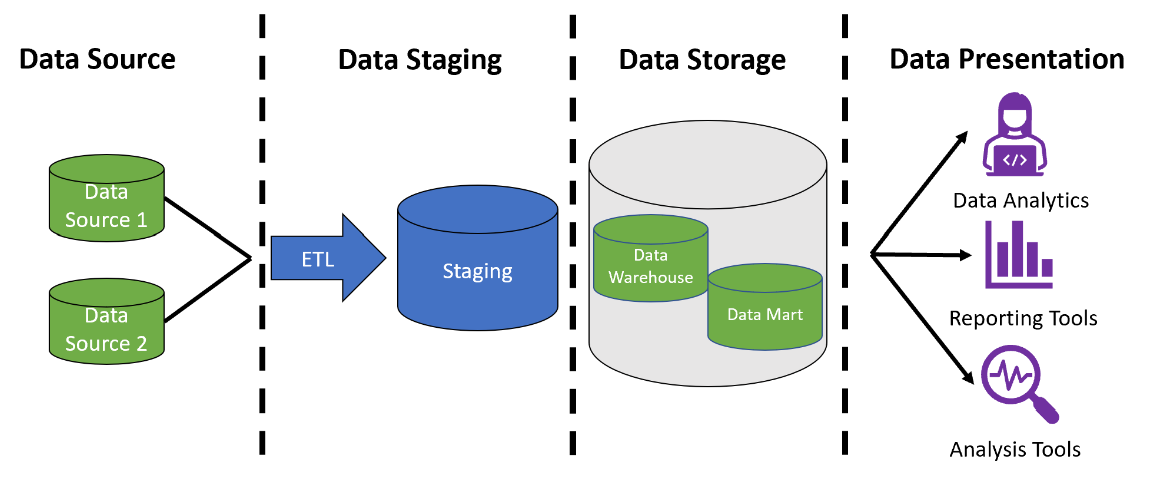 Data Source
Data Staging
Data Storage
Data Presentation
Data
Source 1
Data
Source 2
ETL
Staging
Data
Warehouse
Data Mart
Data Analytics
Reporting Tools
Analysis Tools